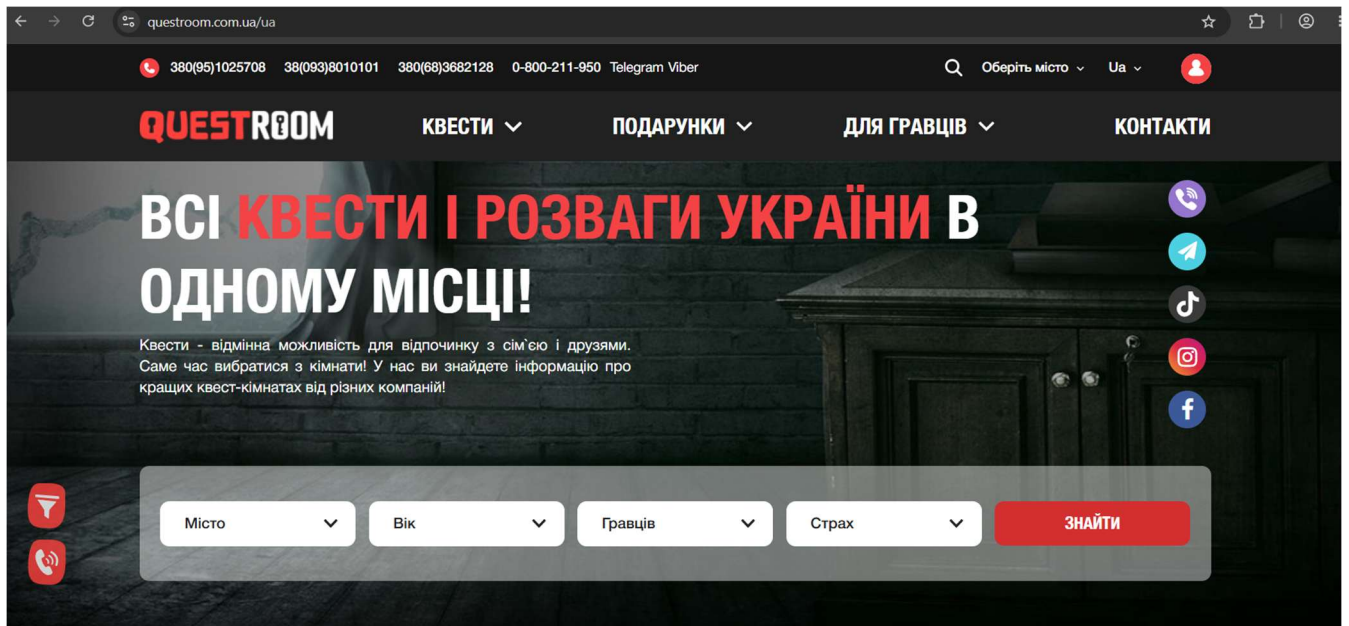 questroom.com.ua/ua
380(95)1025708 38(093)8010101 380(68)3682128 0-800-211-950 Telegram Viber Оберіть місто Ua
QUESTROOM КВЕСТИ ПОДАРУНКИ ДЛЯ ГРАВЦІВ КОНТАКТИ
ВСІ КВЕСТИ І РОЗВАГИ УКРАЇНИ В
ОДНОМУ МІСЦІ!
Квести - відмінна можливість для відпочинку з сім`єю і друзями.
Саме час вибратися з кімнати! У нас ви знайдете інформацію про
кращих квест-кімнатах від різних компаній!
Місто Вік Гравців Страх ЗНАЙТИ